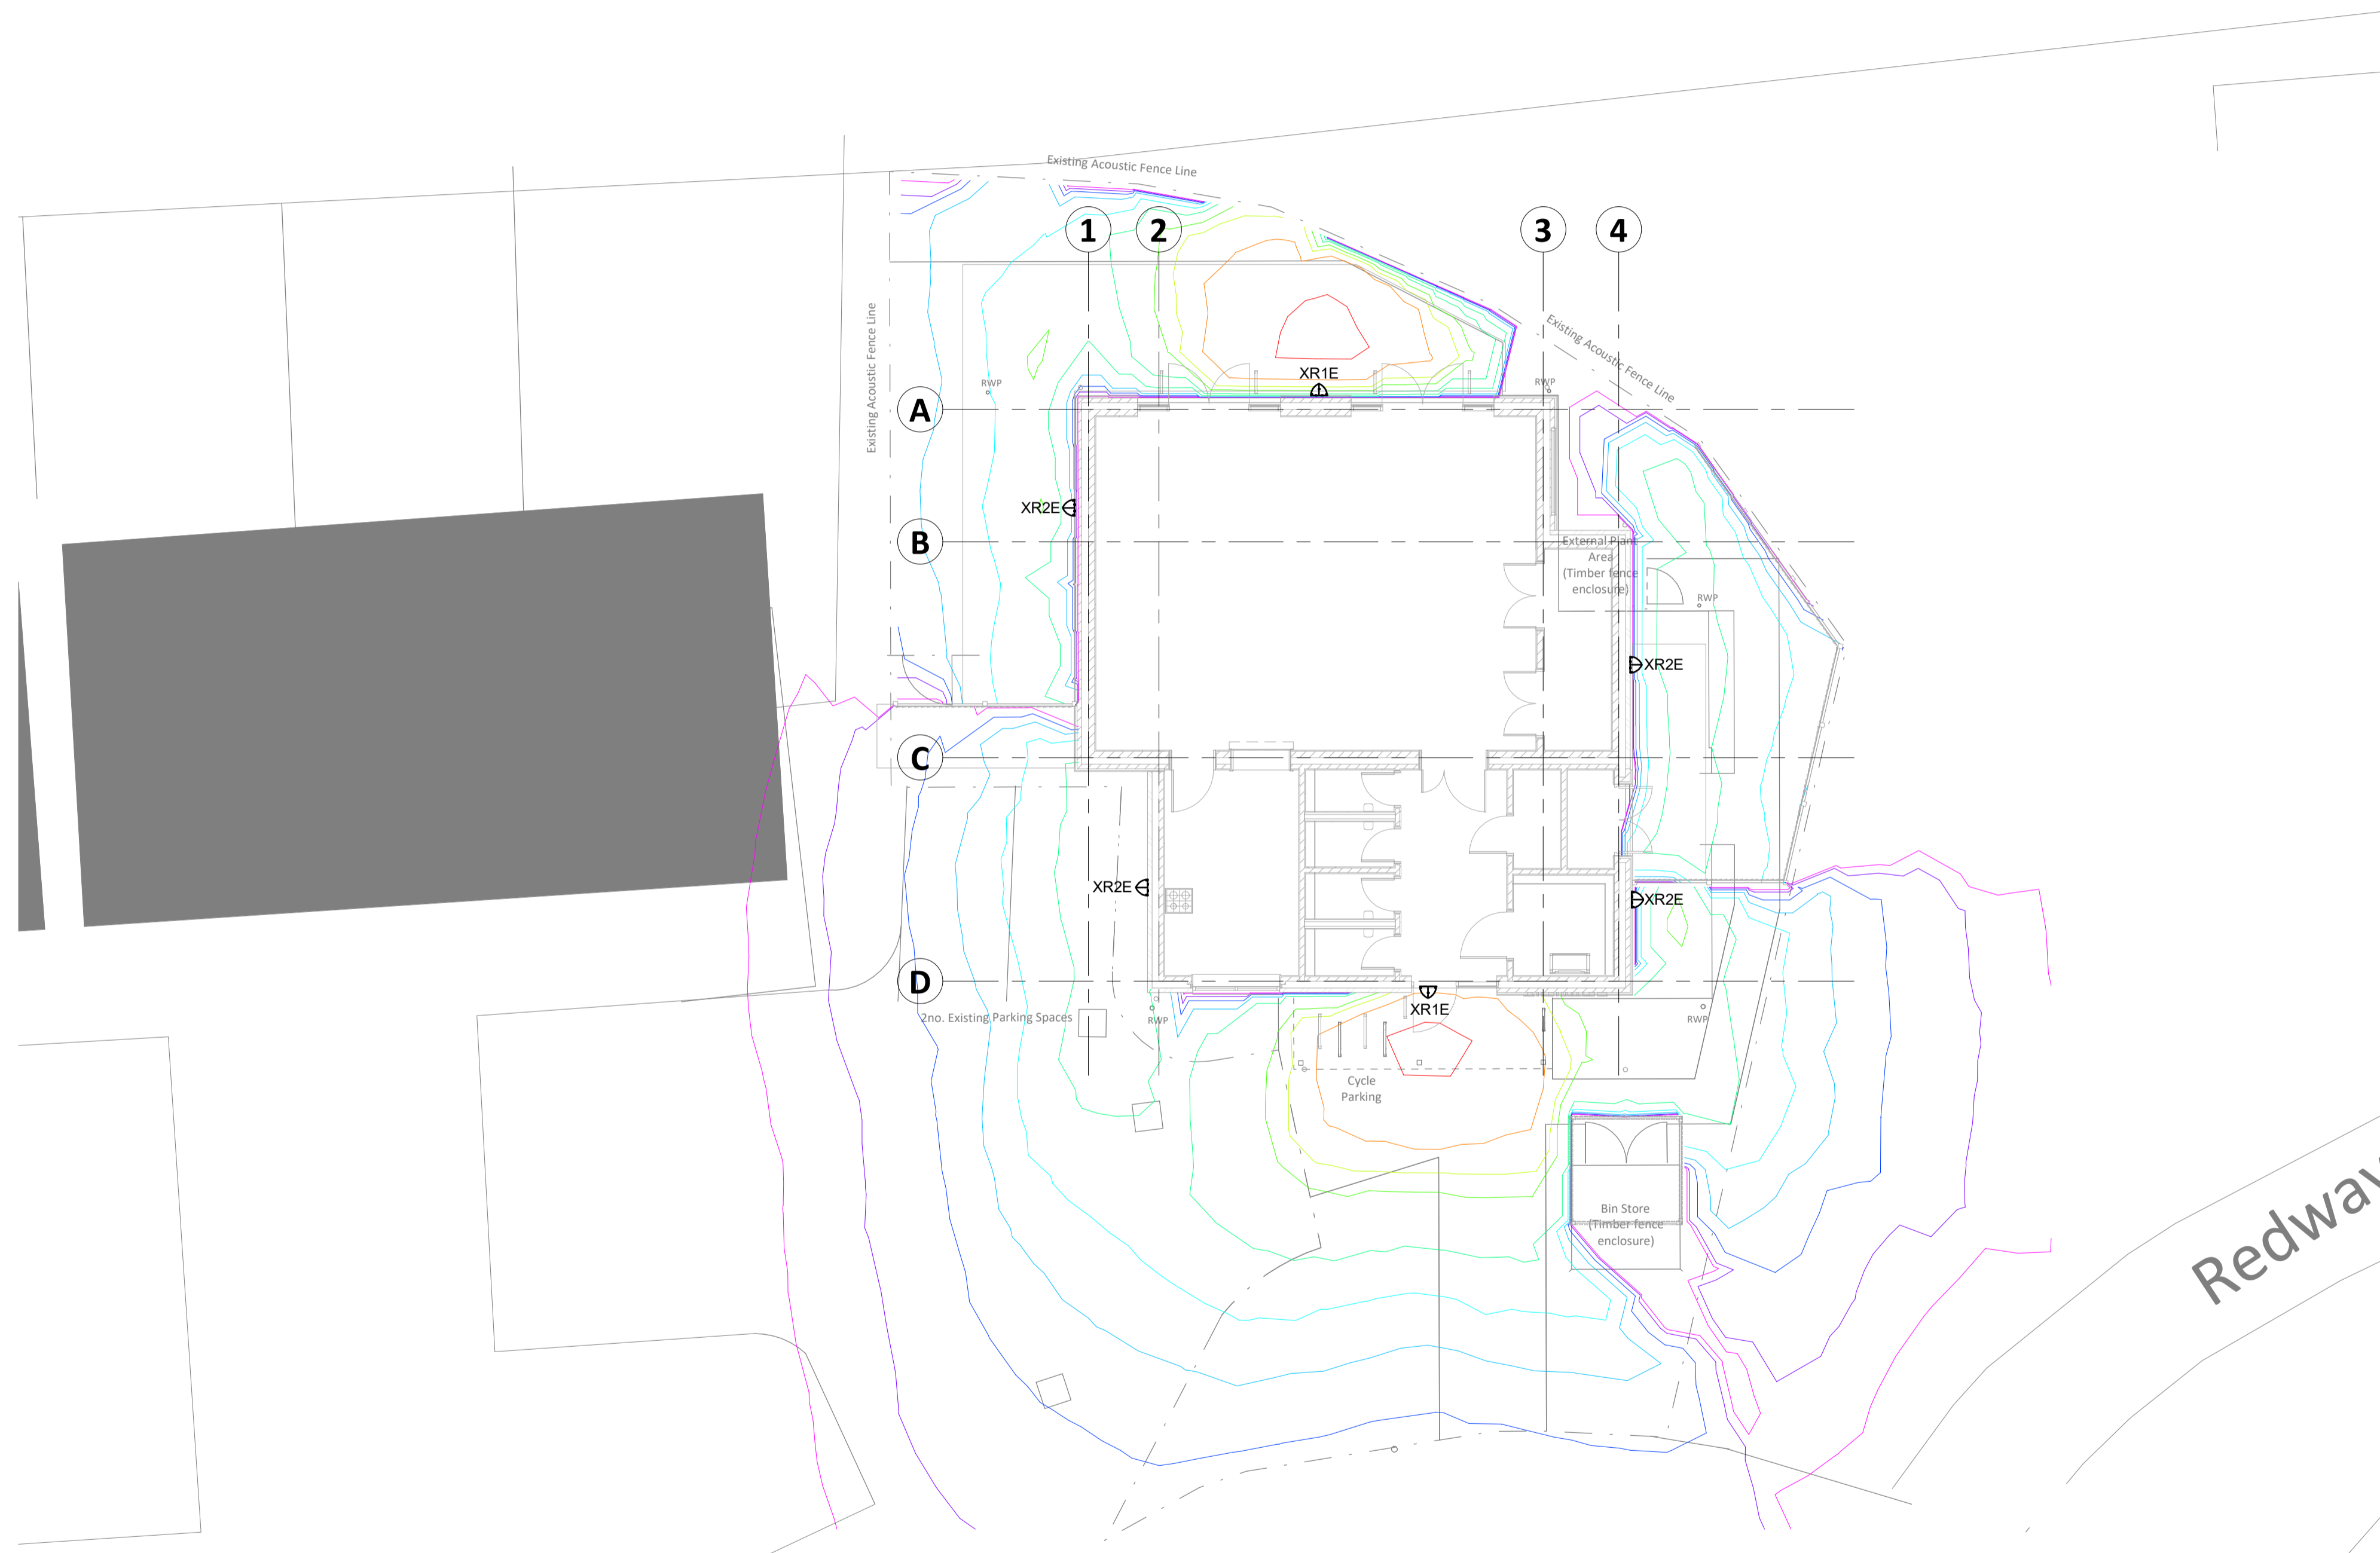 Existing Acoustic Fence Line
1
2
3
4
Existing Acoustic Fence Line
Existing Acoustic Fence Line
XR1E
RWP
RWP
A
XR2E
B
External Plant
Area
(Timber fence
enclosure)
RWP
XR2E
C
XR2E
XR2E
D
XR1E
2no. Existing Parking Spaces
RWP
RWP
Cycle
Parking
Bin Store
(Timber fence
enclosure)
Redway